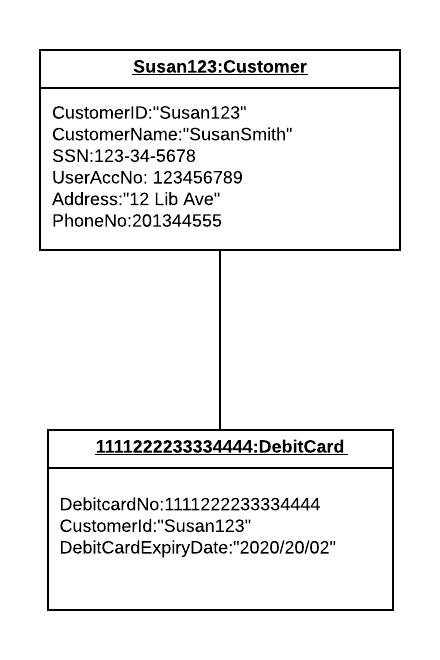 Susan123:Customer
CustomerID:"Susan123"
CustomerName:"SusanSmith"
SSN:123-34-5678
UserAccNo: 123456789
Address:"12 Lib Ave"
PhoneNo:201344555
1111222233334444:DebitCard
DebitcardNo:1111222233334444
CustomerId:"Susan123"
DebitCardExpiryDate:"2020/20/02"